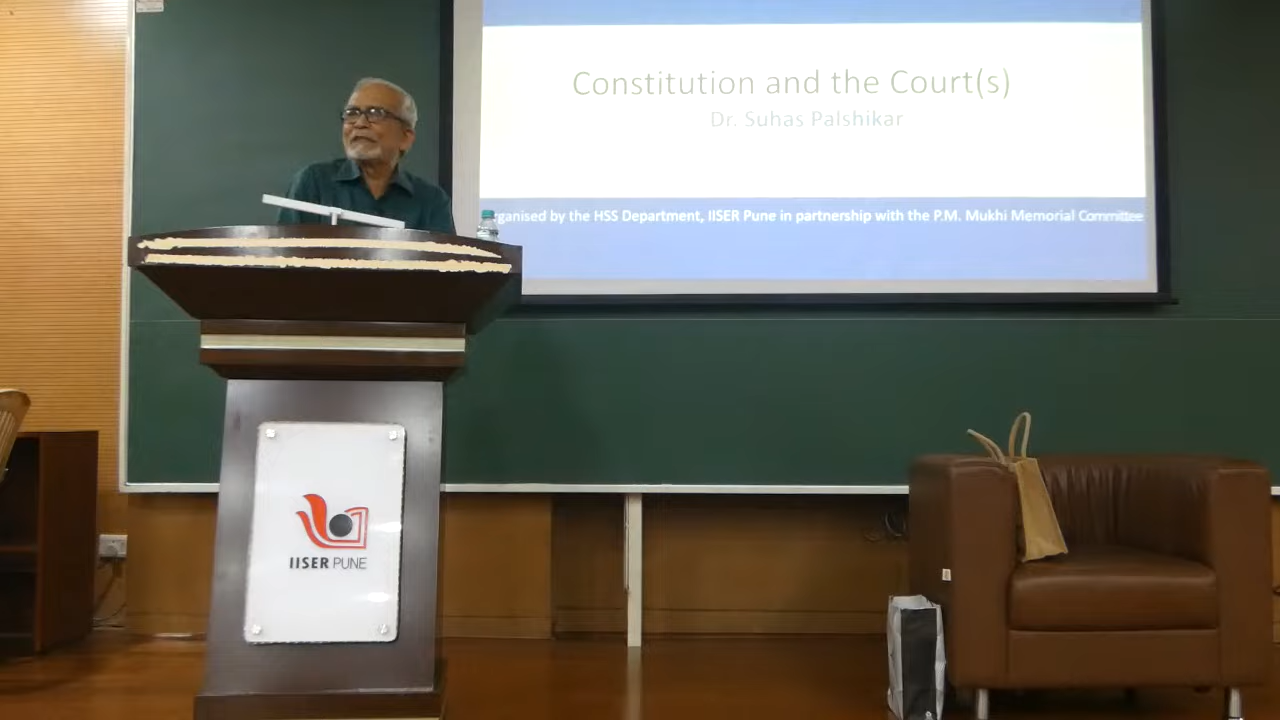 Constitution and the Court(s)
Dr. Suhas Palshikar
rganised by the HSS Department, IISER Pune in partnership with the P.M. Mukhi Memorial Committee
IISER PUNE